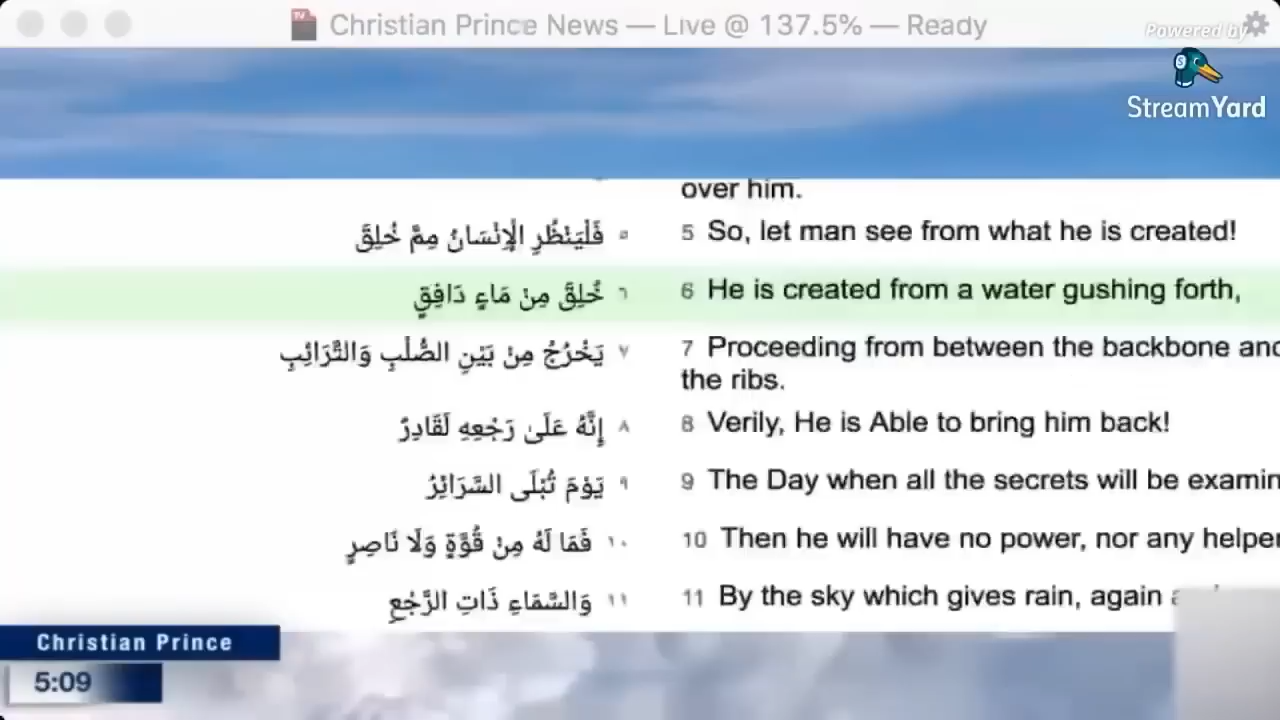 Christian Prince News — Live @ 137.5% — Ready
Powered by
StreamYard
over him.
فَلْيَنْظُرِ الْإِنْسَانُ مِمَّ خُلِقَ ٥
5 So, let man see from what he is created!
خُلِقَ مِنْ مَاءٍ دَافِقٍ ٦
6 He is created from a water gushing forth,
يَخْرُجُ مِنْ بَيْنِ الصُّلْبِ وَالتَّرَائِبِ ٧
7 Proceeding from between the backbone and
the ribs.
إِنَّهُ عَلَىٰ رَجْعِهِ لَقَادِرٌ ٨
8 Verily, He is Able to bring him back!
يَوْمَ تُبْلَى السَّرَائِرُ ٩
9 The Day when all the secrets will be examin
فَمَا لَهُ مِنْ قُوَّةٍ وَلَا نَاصِرٍ ١٠
10 Then he will have no power, nor any helper
وَالسَّمَاءِ ذَاتِ الرَّجْعِ ١١
11 By the sky which gives rain, again
Christian Prince
5:09